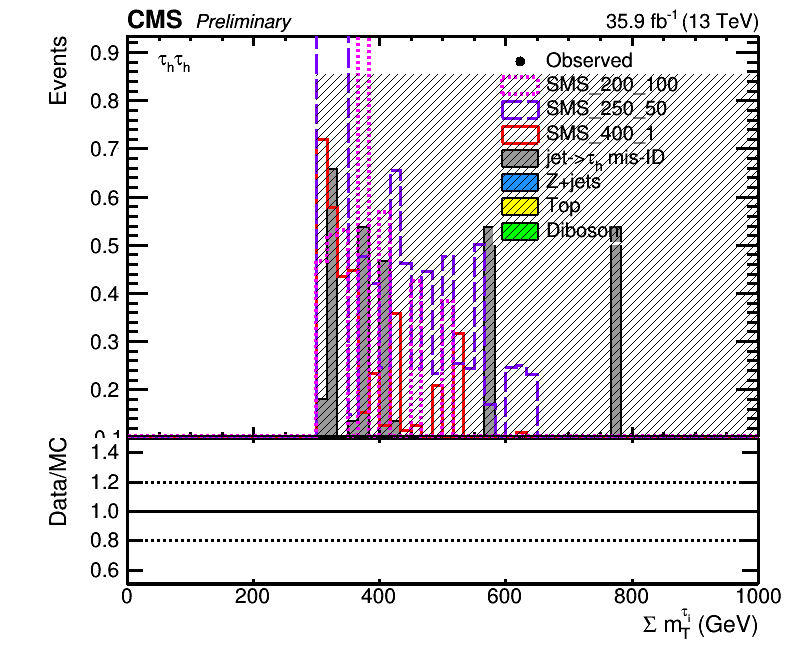 CMS Preliminary 35.9 fb⁻¹ (13 TeV)
Events
τₕτₕ
Observed
SMS_200_100
SMS_250_50
SMS_400_1
jet->τₕ mis-ID
Z+jets
Top
Diboson
0.9
0.8
0.7
0.6
0.5
0.4
0.3
0.2
0.1
Data/MC
1.4
1.2
1.0
0.8
0.6
0 200 400 600 800 1000
Σ m_T^{τ_i} (GeV)